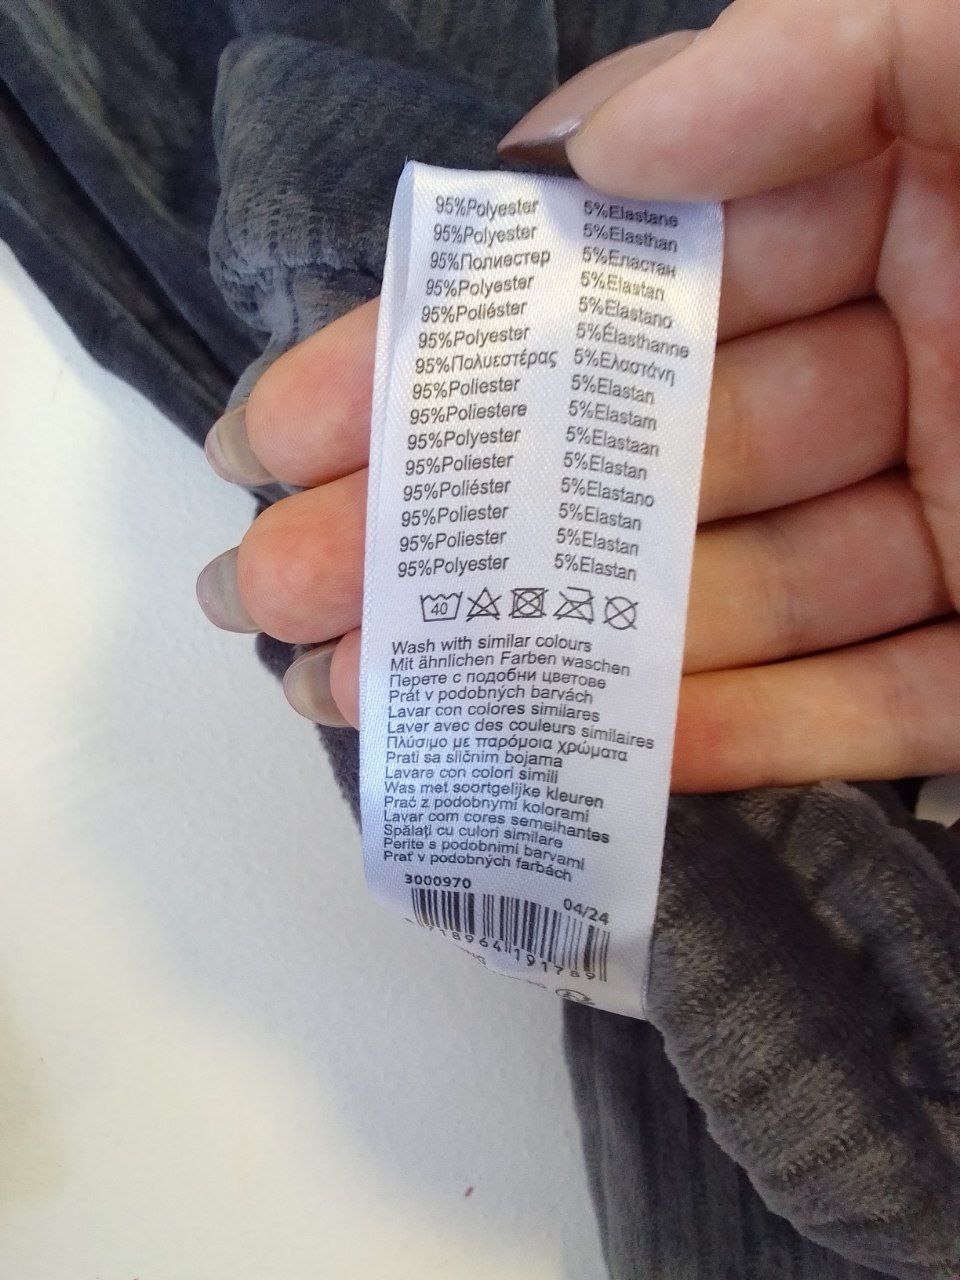 95%Polyester 5%Elastane
95%Polyester 5%Elasthan
95%Полиестер 5%Еластан
95%Polyester 5%Elastan
95%Poliéster 5%Elastano
95%Polyester 5%Élasthanne
95%Πολυεστέρας 5%Ελαστάνη
95%Poliester 5%Elastan
95%Poliestere 5%Elastam
95%Polyester 5%Elastaan
95%Poliester 5%Elastan
95%Poliéster 5%Elastano
95%Poliester 5%Elastan
95%Poliester 5%Elastan
95%Polyester 5%Elastan
40
Wash with similar colours
Mit ähnlichen Farben waschen
Перете с подобни цветове
Prát v podobných barvách
Lavar con colores similares
Laver avec des couleurs similaires
Πλύσιμο με παρόμοια χρώματα
Prati sa sličnim bojama
Lavare con colori simili
Was met soortgelijke kleuren
Prać z podobnymi kolorami
Lavar com cores semelhantes
Spălați cu culori similare
Perite s podobnimi barvami
Prať v podobných farbách
3000970
04/24
718964 191789